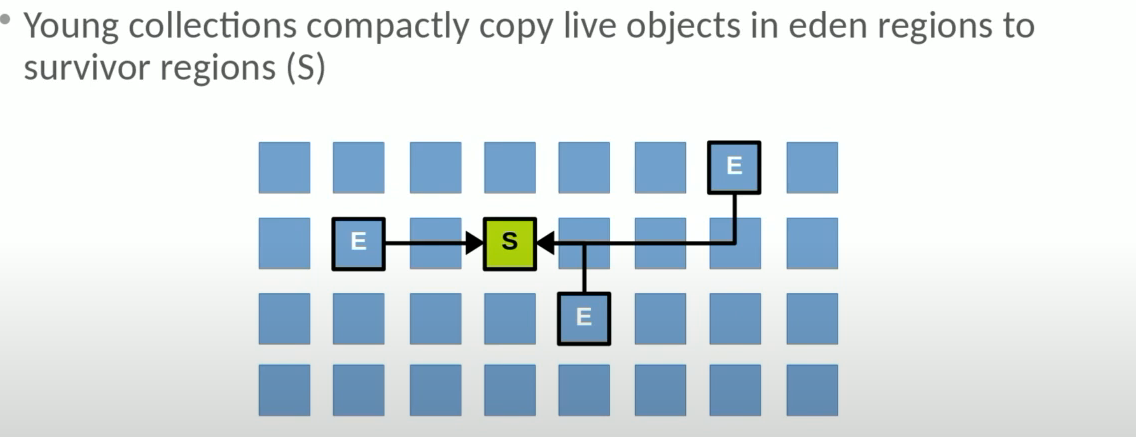 • Young collections compactly copy live objects in eden regions to
survivor regions (S)
E
E
S
E